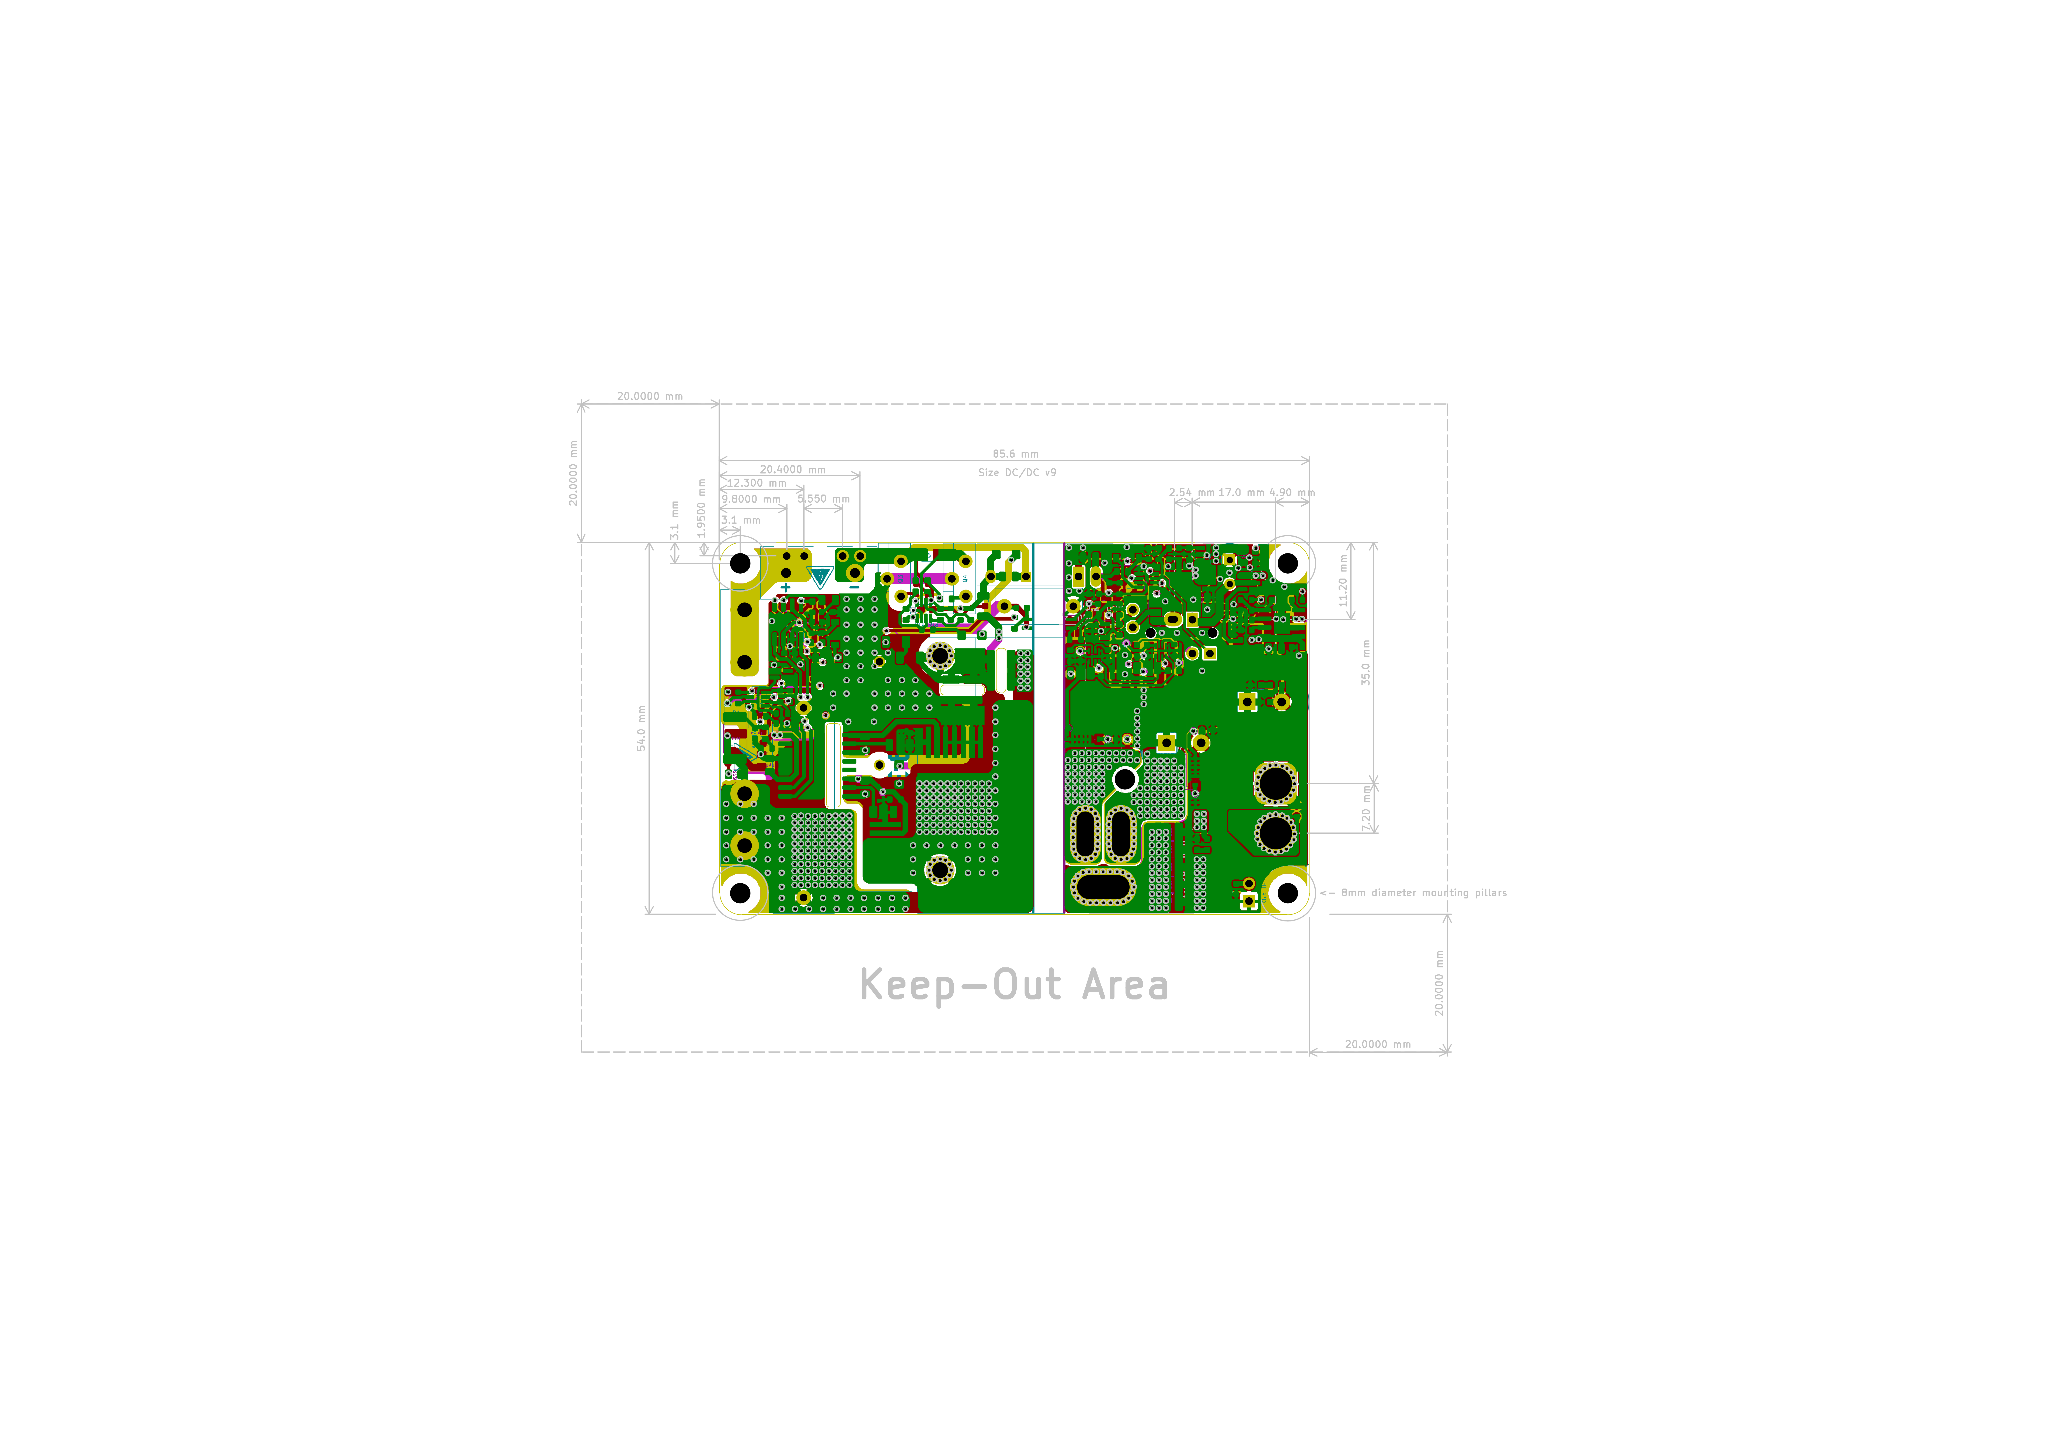 20.0000 mm
20.0000 mm
85.6 mm
Size DC/DC v9
20.4000 mm
12.300 mm
9.8000 mm
5.550 mm
3.1 mm
3.1 mm
1.9500 mm
2.54 mm
17.0 mm
4.90 mm
+
-
11.20 mm
35.0 mm
7.20 mm
54.0 mm
<- 8mm diameter mounting pillars
Keep-Out Area
20.0000 mm
20.0000 mm